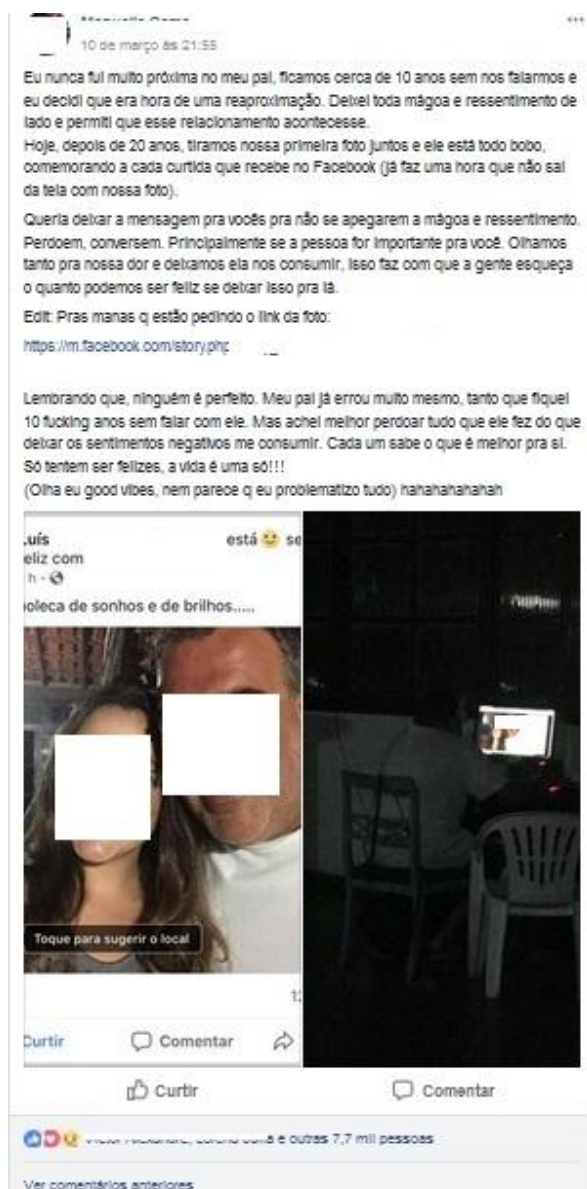 10 de março às 21:55
Eu nunca fui muito próxima no meu pai, ficamos cerca de 10 anos sem nos falarmos e
eu decidi que era hora de uma reaproximação. Deixei toda mágoa e ressentimento de
lado e permiti que esse relacionamento acontecesse.
Hoje, depois de 20 anos, tiramos nossa primeira foto juntos e ele está todo bobo,
comemorando a cada curtida que recebe no Facebook (já faz uma hora que não sai
da tela com nossa foto).
Queria deixar a mensagem pra vocês pra não se apegarem a mágoa e ressentimento.
Perdoem, conversem. Principalmente se a pessoa for importante pra você. Olhamos
tanto pra nossa dor e deixamos ela nos consumir, isso faz com que a gente esqueça
o quanto podemos ser feliz se deixar isso pra lá.
Edit: Pras manas q estão pedindo o link da foto:
https://m.facebook.com/story.php
Lembrando que, ninguém é perfeito. Meu pai já errou muito mesmo, tanto que fiquei
10 fucking anos sem falar com ele. Mas achei melhor perdoar tudo que ele fez do que
deixar os sentimentos negativos me consumir. Cada um sabe o que é melhor pra si.
Só tentem ser felizes, a vida é uma só!!!
(Olha eu good vibes, nem parece q eu problematizo tudo) hahahahahahah
uís está se
eliz com
h
oleca de sonhos e de brilhos.....
Toque para sugerir o local
Curtir Comentar
Curtir Comentar
e outras 7,7 mil pessoas
Ver comentários anteriores